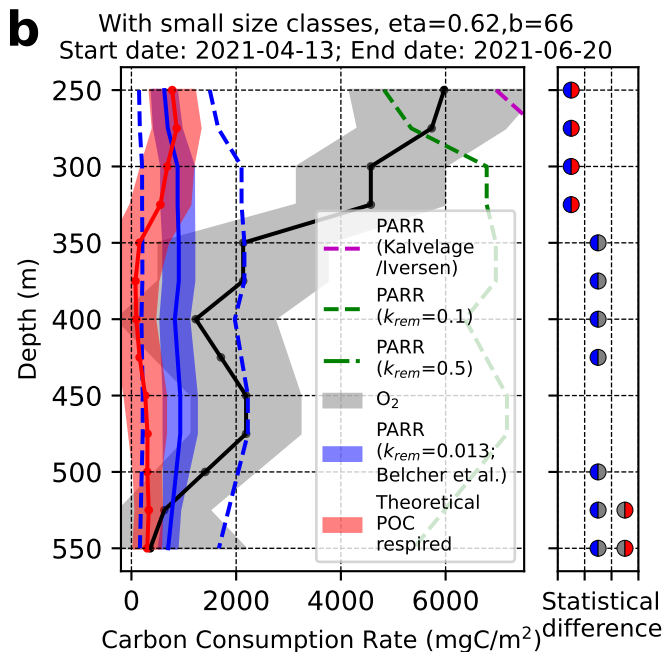 b
With small size classes, eta=0.62,b=66
Start date: 2021-04-13; End date: 2021-06-20
250
300
350
400
450
500
550
Depth (m)
PARR
(Kalvelage
/Iversen)
PARR
(k_rem=0.1)
PARR
(k_rem=0.5)
O₂
PARR
(k_rem=0.013;
Belcher et al.)
Theoretical
POC
respired
0 2000 4000 6000
Carbon Consumption Rate (mgC/m²)
Statistical
difference